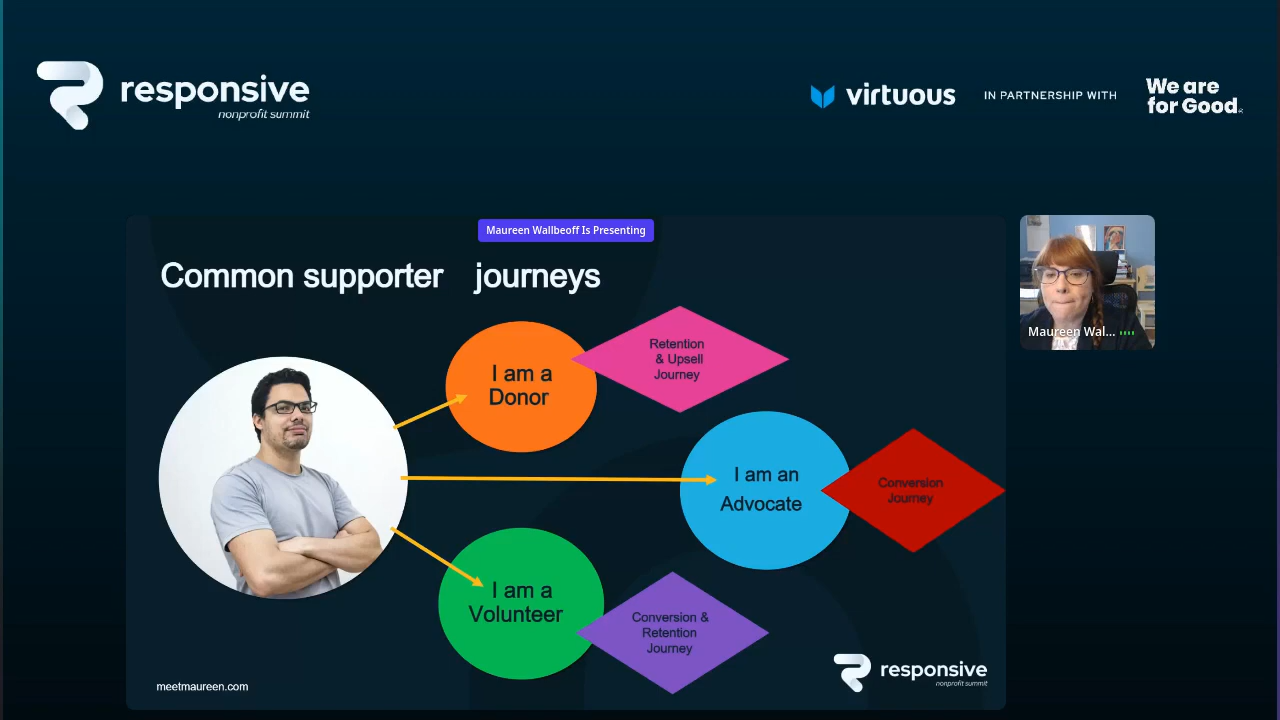 responsive
nonprofit summit
virtuous
IN PARTNERSHIP WITH
We are
for Good.
Maureen Wallbeoff Is Presenting
Common supporter journeys
Maureen Wal...
I am a
Donor
Retention
& Upsell
Journey
I am an
Advocate
Conversion
Journey
I am a
Volunteer
Conversion &
Retention
Journey
meetmaureen.com
responsive
nonprofit summit